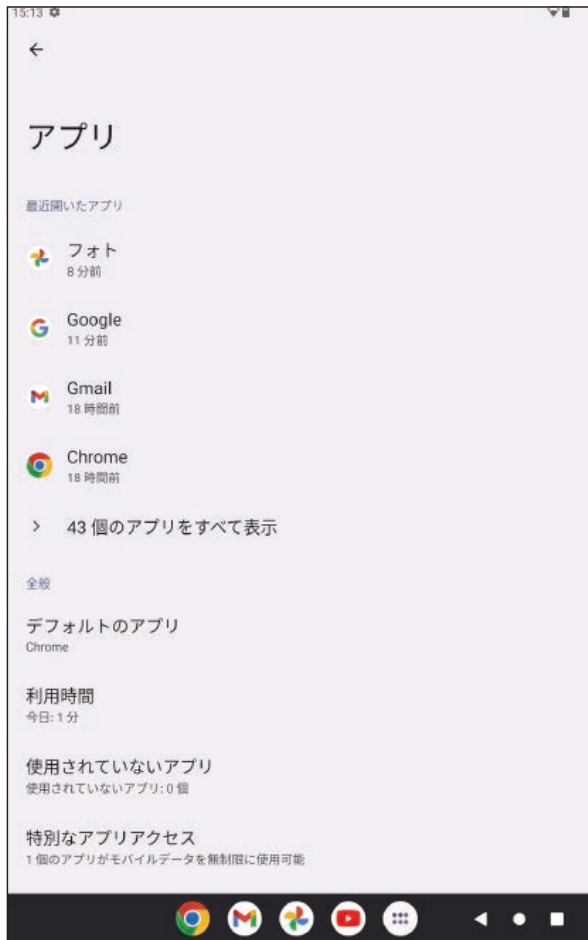 15:13
アプリ
最近開いたアプリ
フォト
8 分前
Google
11 分前
Gmail
18 時間前
Chrome
18 時間前
43 個のアプリをすべて表示
全般
デフォルトのアプリ
Chrome
利用時間
今日: 1 分
使用されていないアプリ
使用されていないアプリ: 0 個
特別なアプリアクセス
1 個のアプリがモバイルデータを無制限に使用可能